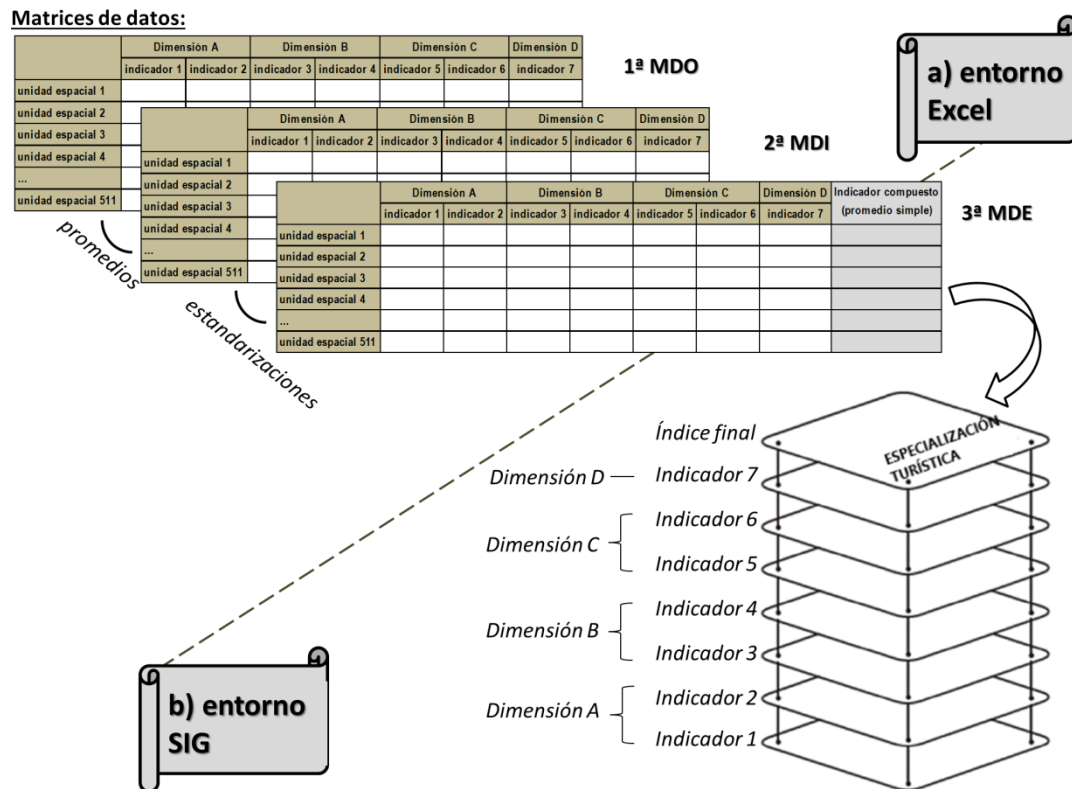 Matrices de datos:
Dimensión A Dimensión B Dimensión C Dimensión D
indicador 1 indicador 2 indicador 3 indicador 4 indicador 5 indicador 6 indicador 7
unidad espacial 1
unidad espacial 2
unidad espacial 3
unidad espacial 4
...
unidad espacial 511
1ª MDO
promedios
Dimensión A Dimensión B Dimensión C Dimensión D
indicador 1 indicador 2 indicador 3 indicador 4 indicador 5 indicador 6 indicador 7
unidad espacial 1
unidad espacial 2
unidad espacial 3
unidad espacial 4
...
unidad espacial 511
2ª MDI
estandarizaciones
Dimensión A Dimensión B Dimensión C Dimensión D Indicador compuesto
indicador 1 indicador 2 indicador 3 indicador 4 indicador 5 indicador 6 indicador 7 (promedio simple)
unidad espacial 1
unidad espacial 2
unidad espacial 3
unidad espacial 4
...
unidad espacial 511
3ª MDE
a) entorno
Excel
Índice final
ESPECIALIZACIÓN
TURÍSTICA
Dimensión D
Indicador 7
Dimensión C
Indicador 6
Indicador 5
Dimensión B
Indicador 4
Indicador 3
Dimensión A
Indicador 2
Indicador 1
b) entorno
SIG